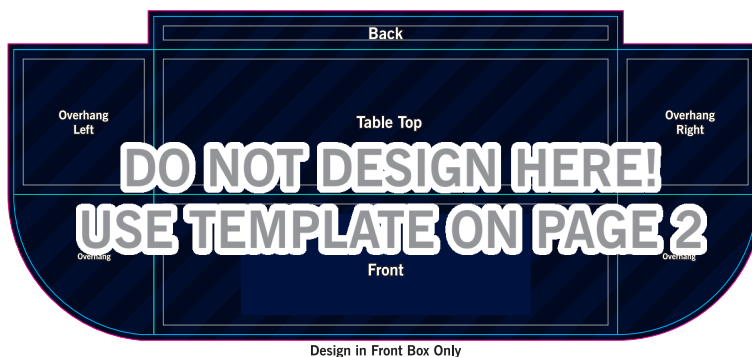 Back
Overhang
Left
Table Top
Overhang
Right
DO NOT DESIGN HERE!
USE TEMPLATE ON PAGE 2
Overhang
Overhang
Front
Design in Front Box Only